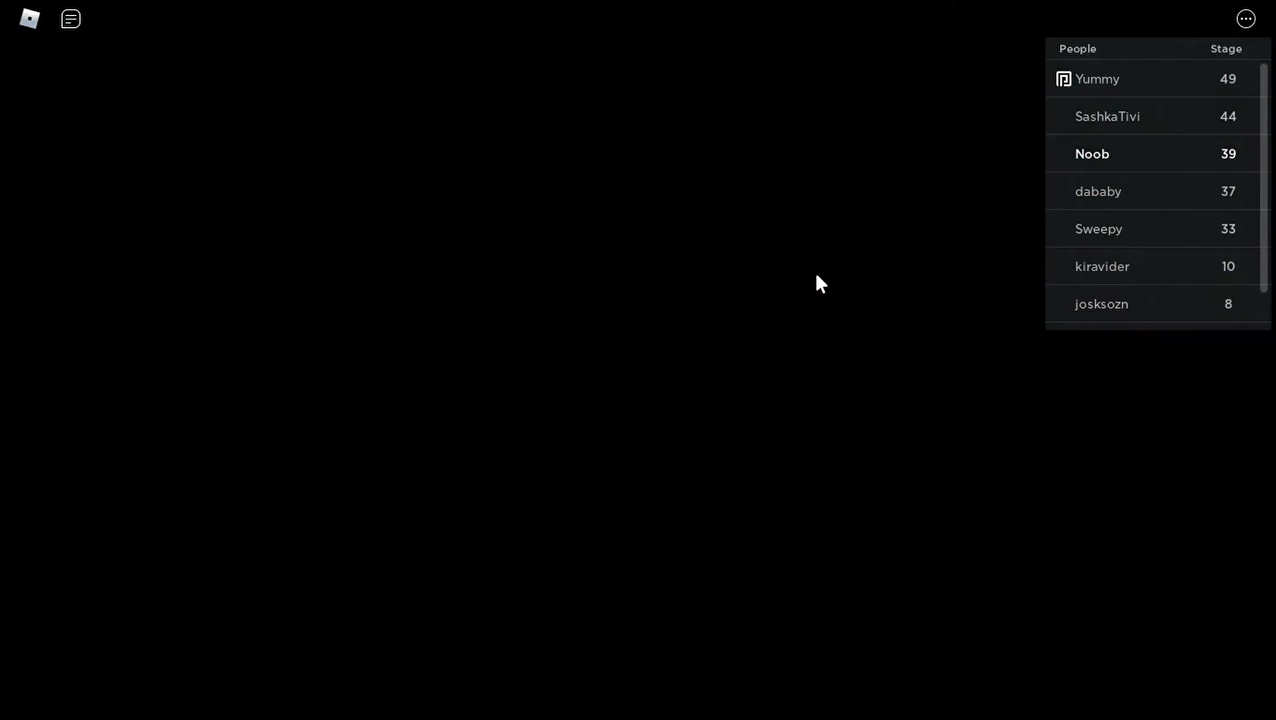 People Stage
Yummy 49
SashkaTivi 44
Noob 39
dababy 37
Sweepy 33
kiravider 10
josksozn 8